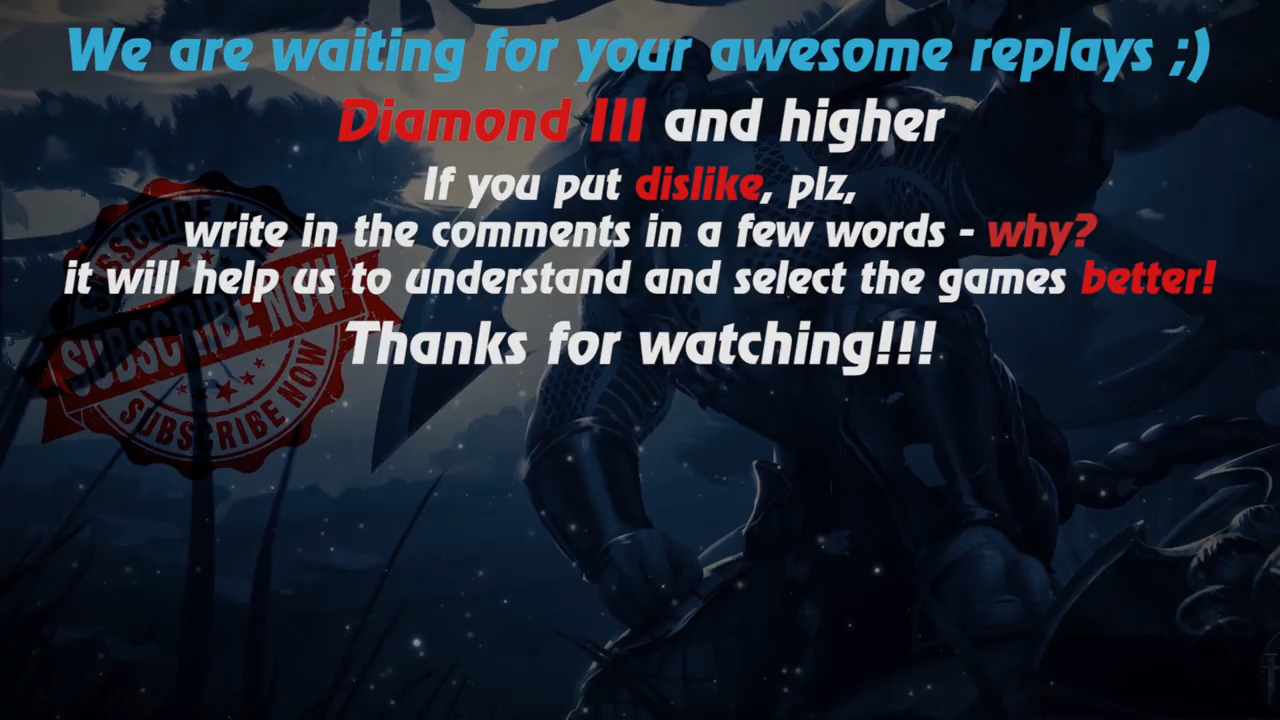 We are waiting for your awesome replays ;)
Diamond III and higher
If you put dislike, plz,
write in the comments in a few words - why?
it will help us to understand and select the games better!
Thanks for watching!!!
SUBSCRIBE NOW
SUBSCRIBE NOW
SUBSCRIBE NOW